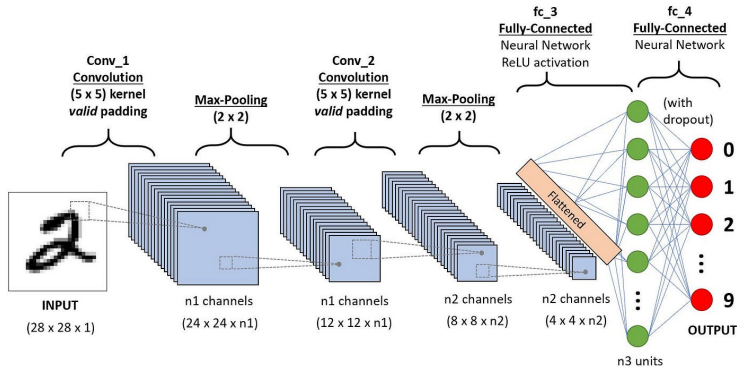 fc_3
Fully-Connected
Neural Network
ReLU activation
fc_4
Fully-Connected
Neural Network
Conv_1
Convolution
(5 x 5) kernel
valid padding
Max-Pooling
(2 x 2)
Conv_2
Convolution
(5 x 5) kernel
valid padding
Max-Pooling
(2 x 2)
(with
dropout)
Flattened
0
1
2
9
INPUT
(28 x 28 x 1)
n1 channels
(24 x 24 x n1)
n1 channels
(12 x 12 x n1)
n2 channels
(8 x 8 x n2)
n2 channels
(4 x 4 x n2)
OUTPUT
n3 units
2